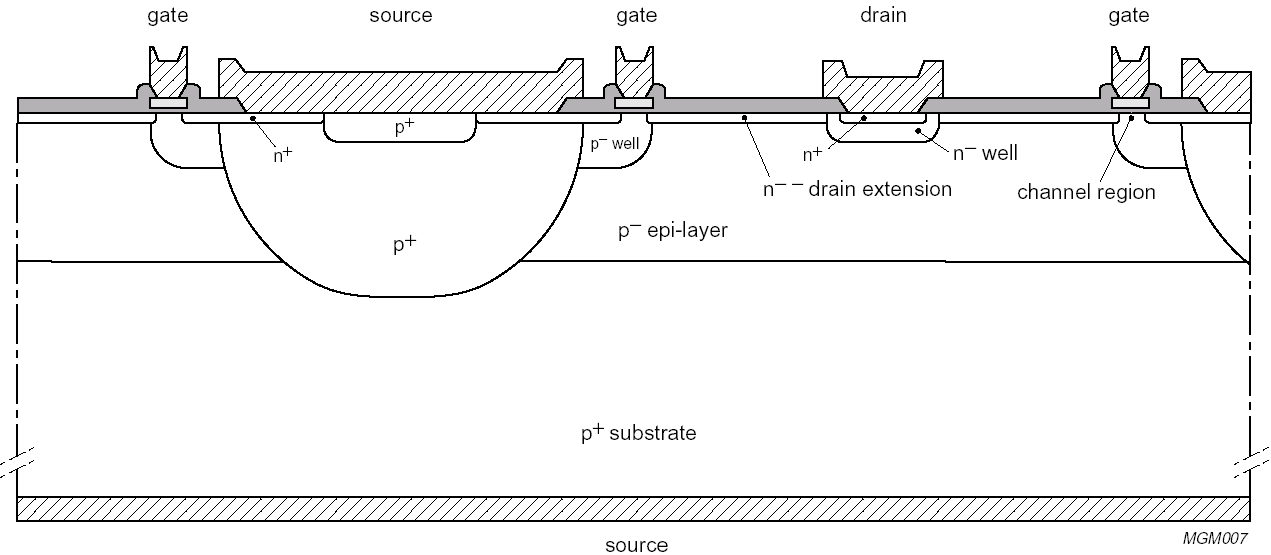 gate source gate drain gate
p+
n+
p− well
n+
n− well
n− − drain extension
channel region
p+
p− epi-layer
p+ substrate
source
MGM007